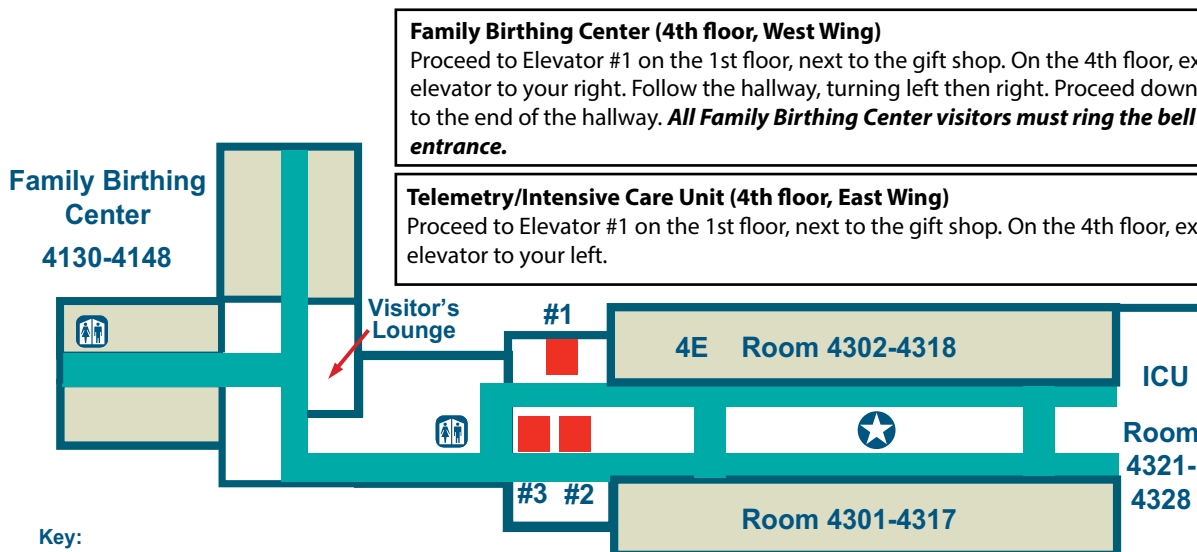 Family Birthing Center (4th floor, West Wing)
Proceed to Elevator #1 on the 1st floor, next to the gift shop. On the 4th floor, ex
elevator to your right. Follow the hallway, turning left then right. Proceed down
to the end of the hallway. All Family Birthing Center visitors must ring the bell
entrance.
Telemetry/Intensive Care Unit (4th floor, East Wing)
Proceed to Elevator #1 on the 1st floor, next to the gift shop. On the 4th floor, ex
elevator to your left.
Family Birthing
Center
4130-4148
Visitor's
Lounge
#1
4E Room 4302-4318
ICU
Room
4321-
4328
#3 #2
Room 4301-4317
Key: